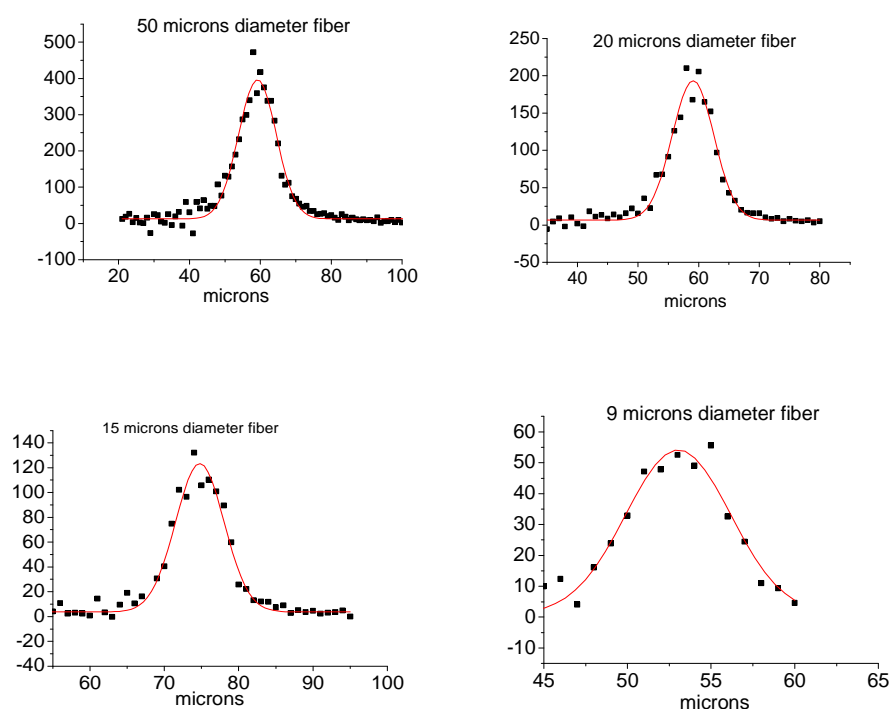 50 microns diameter fiber
500
400
300
200
100
0
-100
20 40 60 80 100
microns
20 microns diameter fiber
250
200
150
100
50
0
-50
40 50 60 70 80
microns
15 microns diameter fiber
140
120
100
80
60
40
20
0
-20
-40
60 70 80 90 100
microns
9 microns diameter fiber
60
50
40
30
20
10
0
-10
45 50 55 60 65
microns